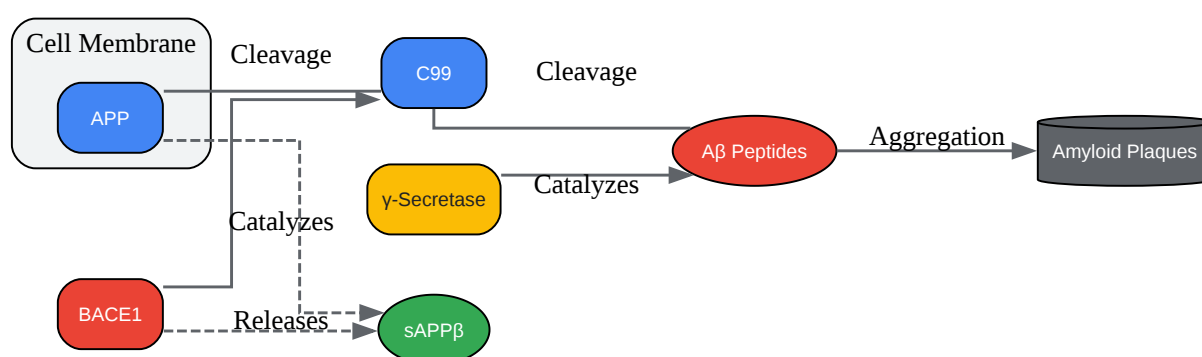 Cell Membrane
APP
Cleavage
C99
Cleavage
Aβ Peptides
Aggregation
Amyloid Plaques
γ-Secretase
Catalyzes
Catalyzes
BACE1
Releases
sAPPβ